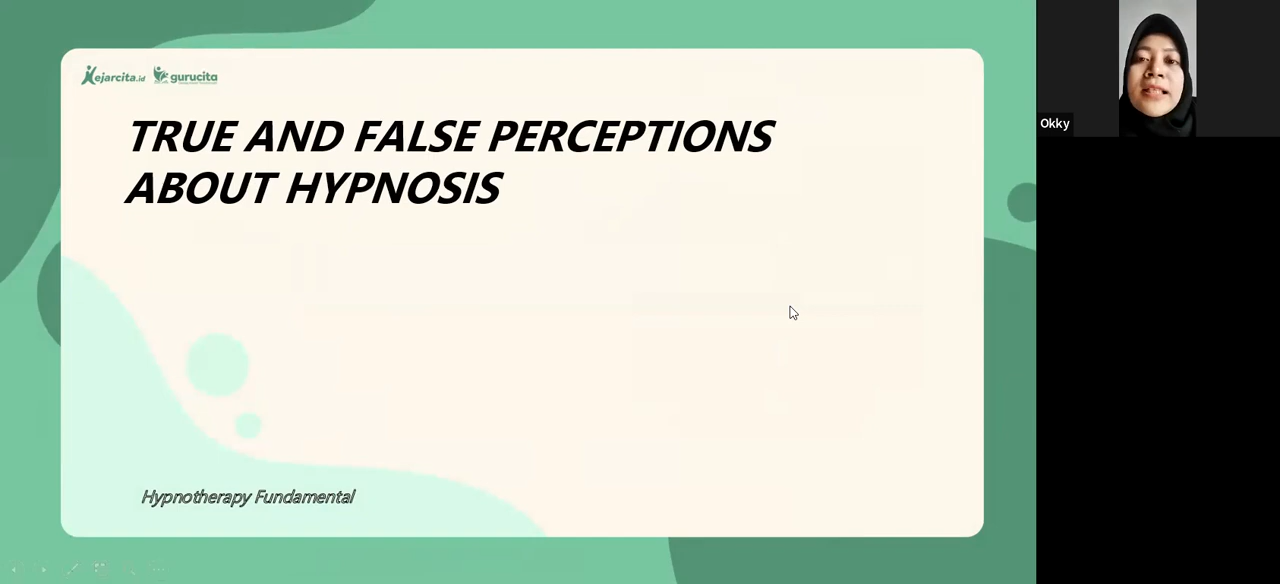 kejarcita.id gurucita
TRUE AND FALSE PERCEPTIONS
ABOUT HYPNOSIS
Hypnotherapy Fundamental
Okky